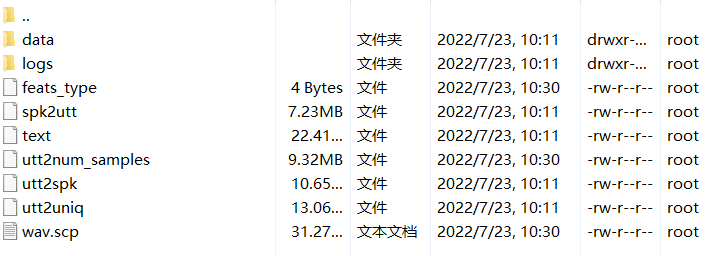 ..
data 文件夹 2022/7/23, 10:11 drwxr-... root
logs 文件夹 2022/7/23, 10:11 drwxr-... root
feats_type 4 Bytes 文件 2022/7/23, 10:30 -rw-r--r-- root
spk2utt 7.23MB 文件 2022/7/23, 10:11 -rw-r--r-- root
text 22.41... 文件 2022/7/23, 10:11 -rw-r--r-- root
utt2num_samples 9.32MB 文件 2022/7/23, 10:30 -rw-r--r-- root
utt2spk 10.65... 文件 2022/7/23, 10:11 -rw-r--r-- root
utt2uniq 13.06... 文件 2022/7/23, 10:11 -rw-r--r-- root
wav.scp 31.27... 文本文档 2022/7/23, 10:30 -rw-r--r-- root